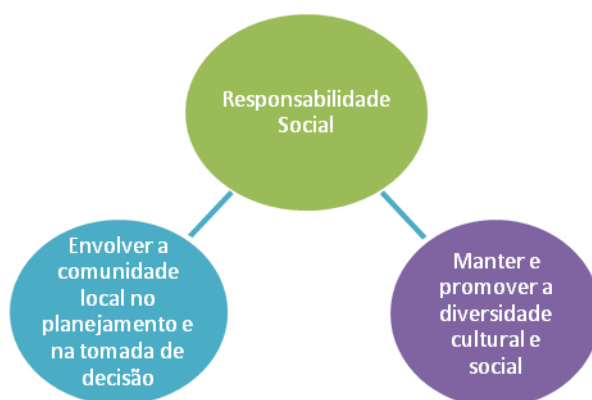 Responsabilidade
Social
Envolver a
comunidade
local no
planejamento e
na tomada de
decisão
Manter e
promover a
diversidade
cultural e
social